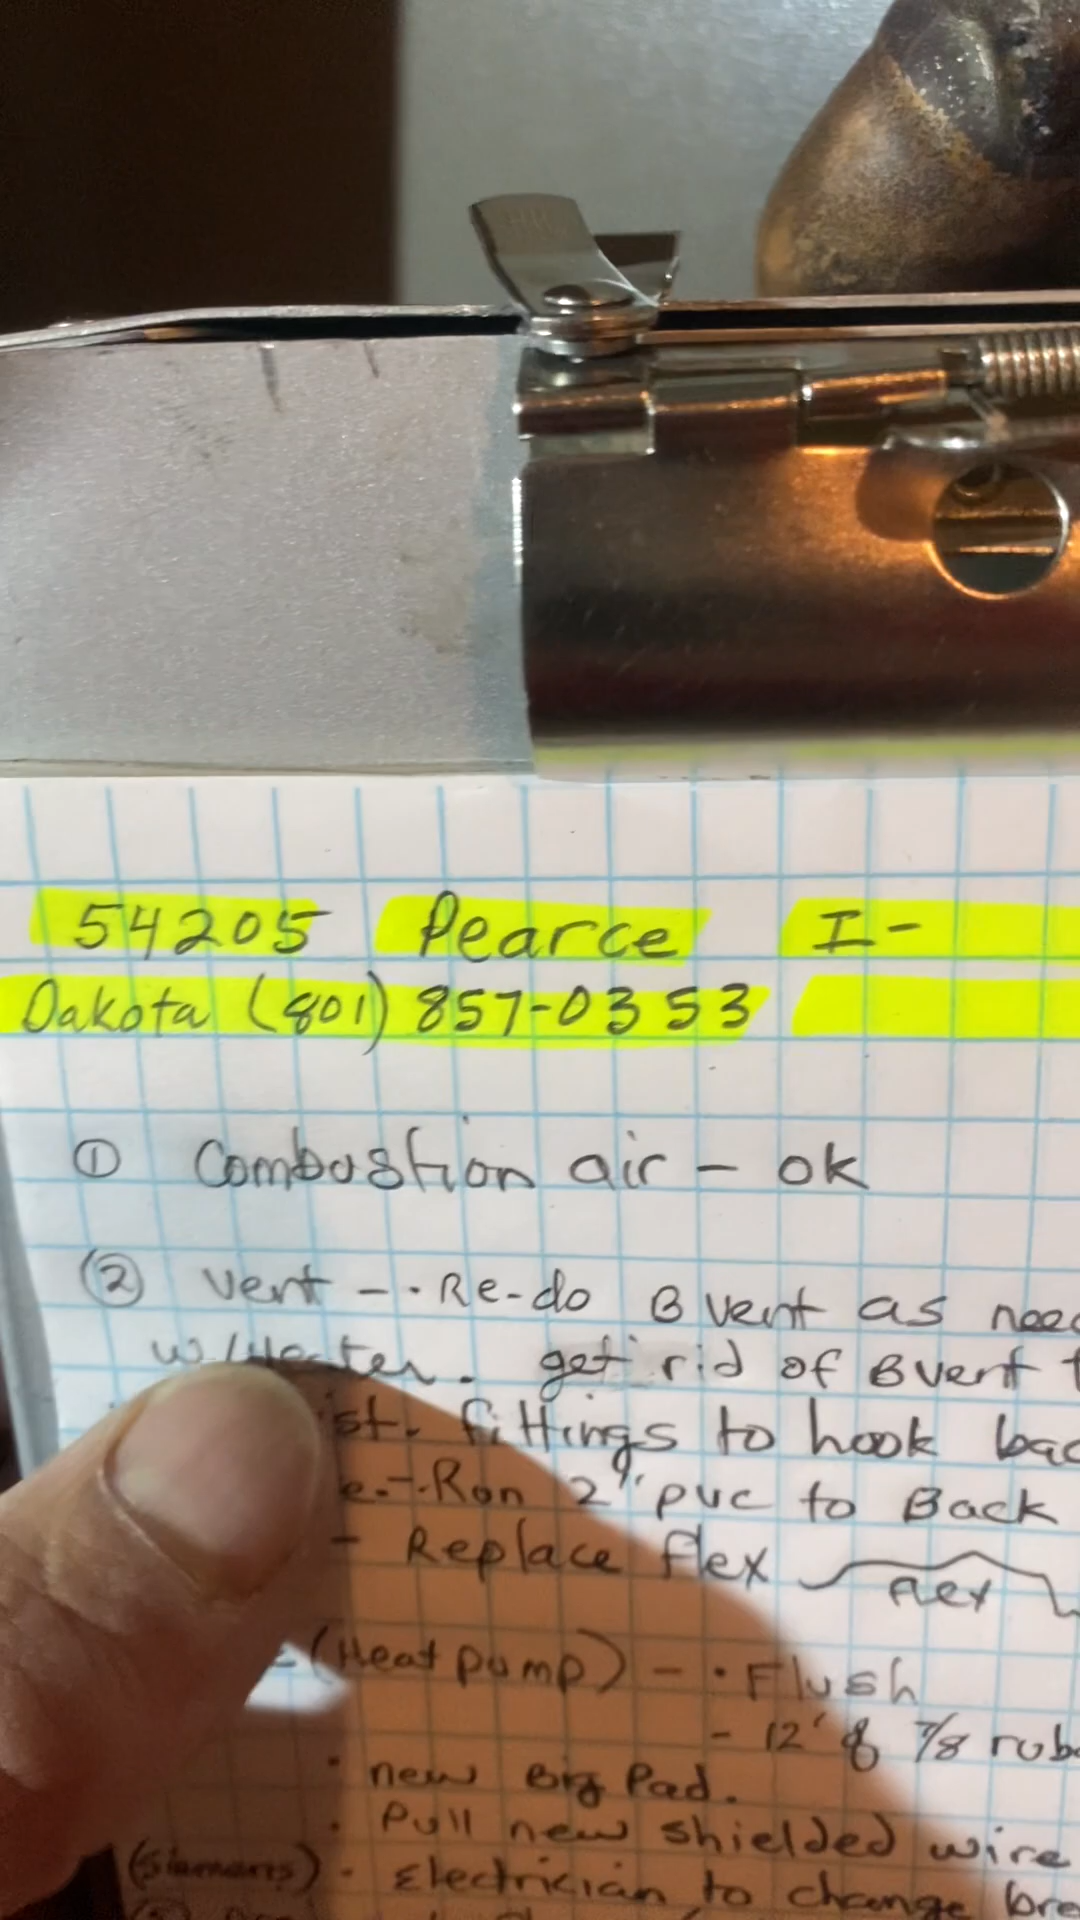 54205 Pearce I-
Dakota (801) 857-0353
① Combustion air - ok
② Vent - · Re-do B vent as
get rid of B vent
fittings to hook
- Run 2" pvc to Back
- Replace flex
flex
(Heat pump) - · Flush
- 12' of 7/8
· new Big Pad.
· Pull new shielded wire
(Siemens) · Electrician to change